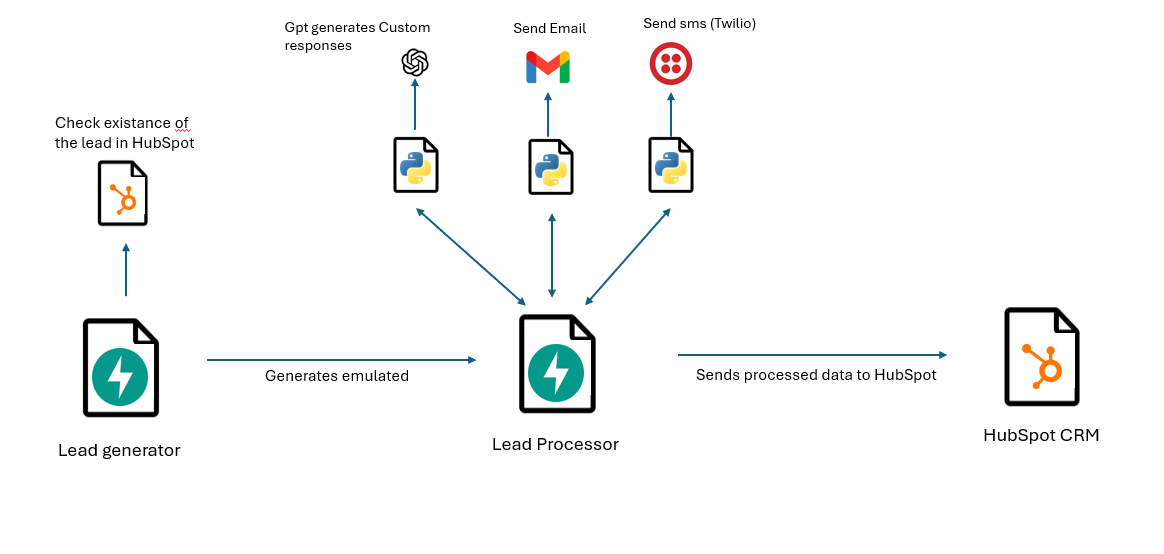 Gpt generates Custom
responses
Send Email
Send sms (Twilio)
Check existance of
the lead in HubSpot
Generates emulated
Sends processed data to HubSpot
Lead generator
Lead Processor
HubSpot CRM